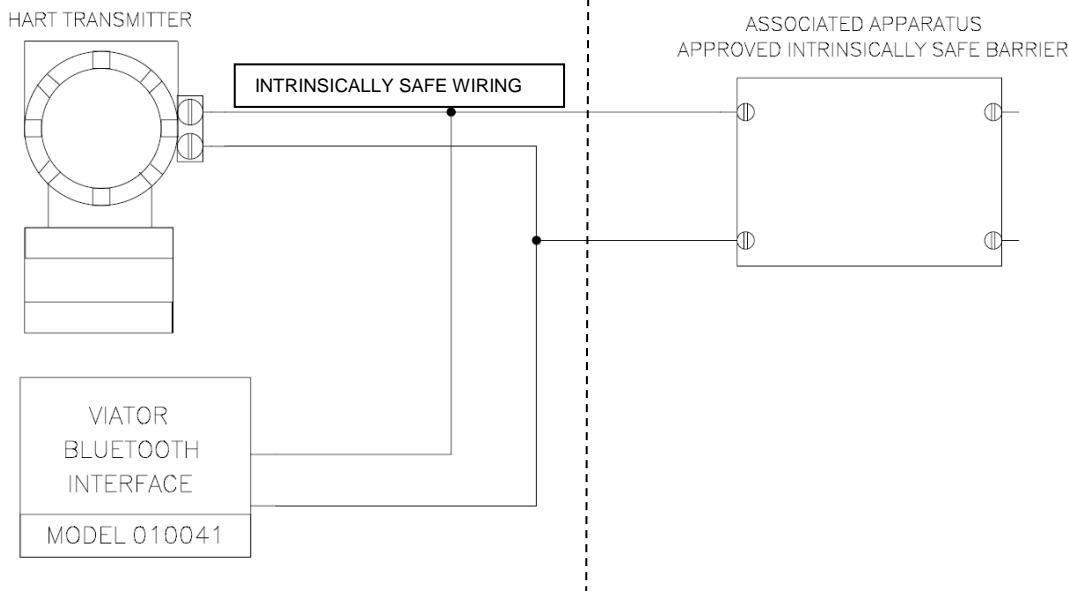 HART TRANSMITTER
INTRINSICALLY SAFE WIRING
ASSOCIATED APPARATUS
APPROVED INTRINSICALLY SAFE BARRIER
VIATOR
BLUETOOTH
INTERFACE
MODEL 010041